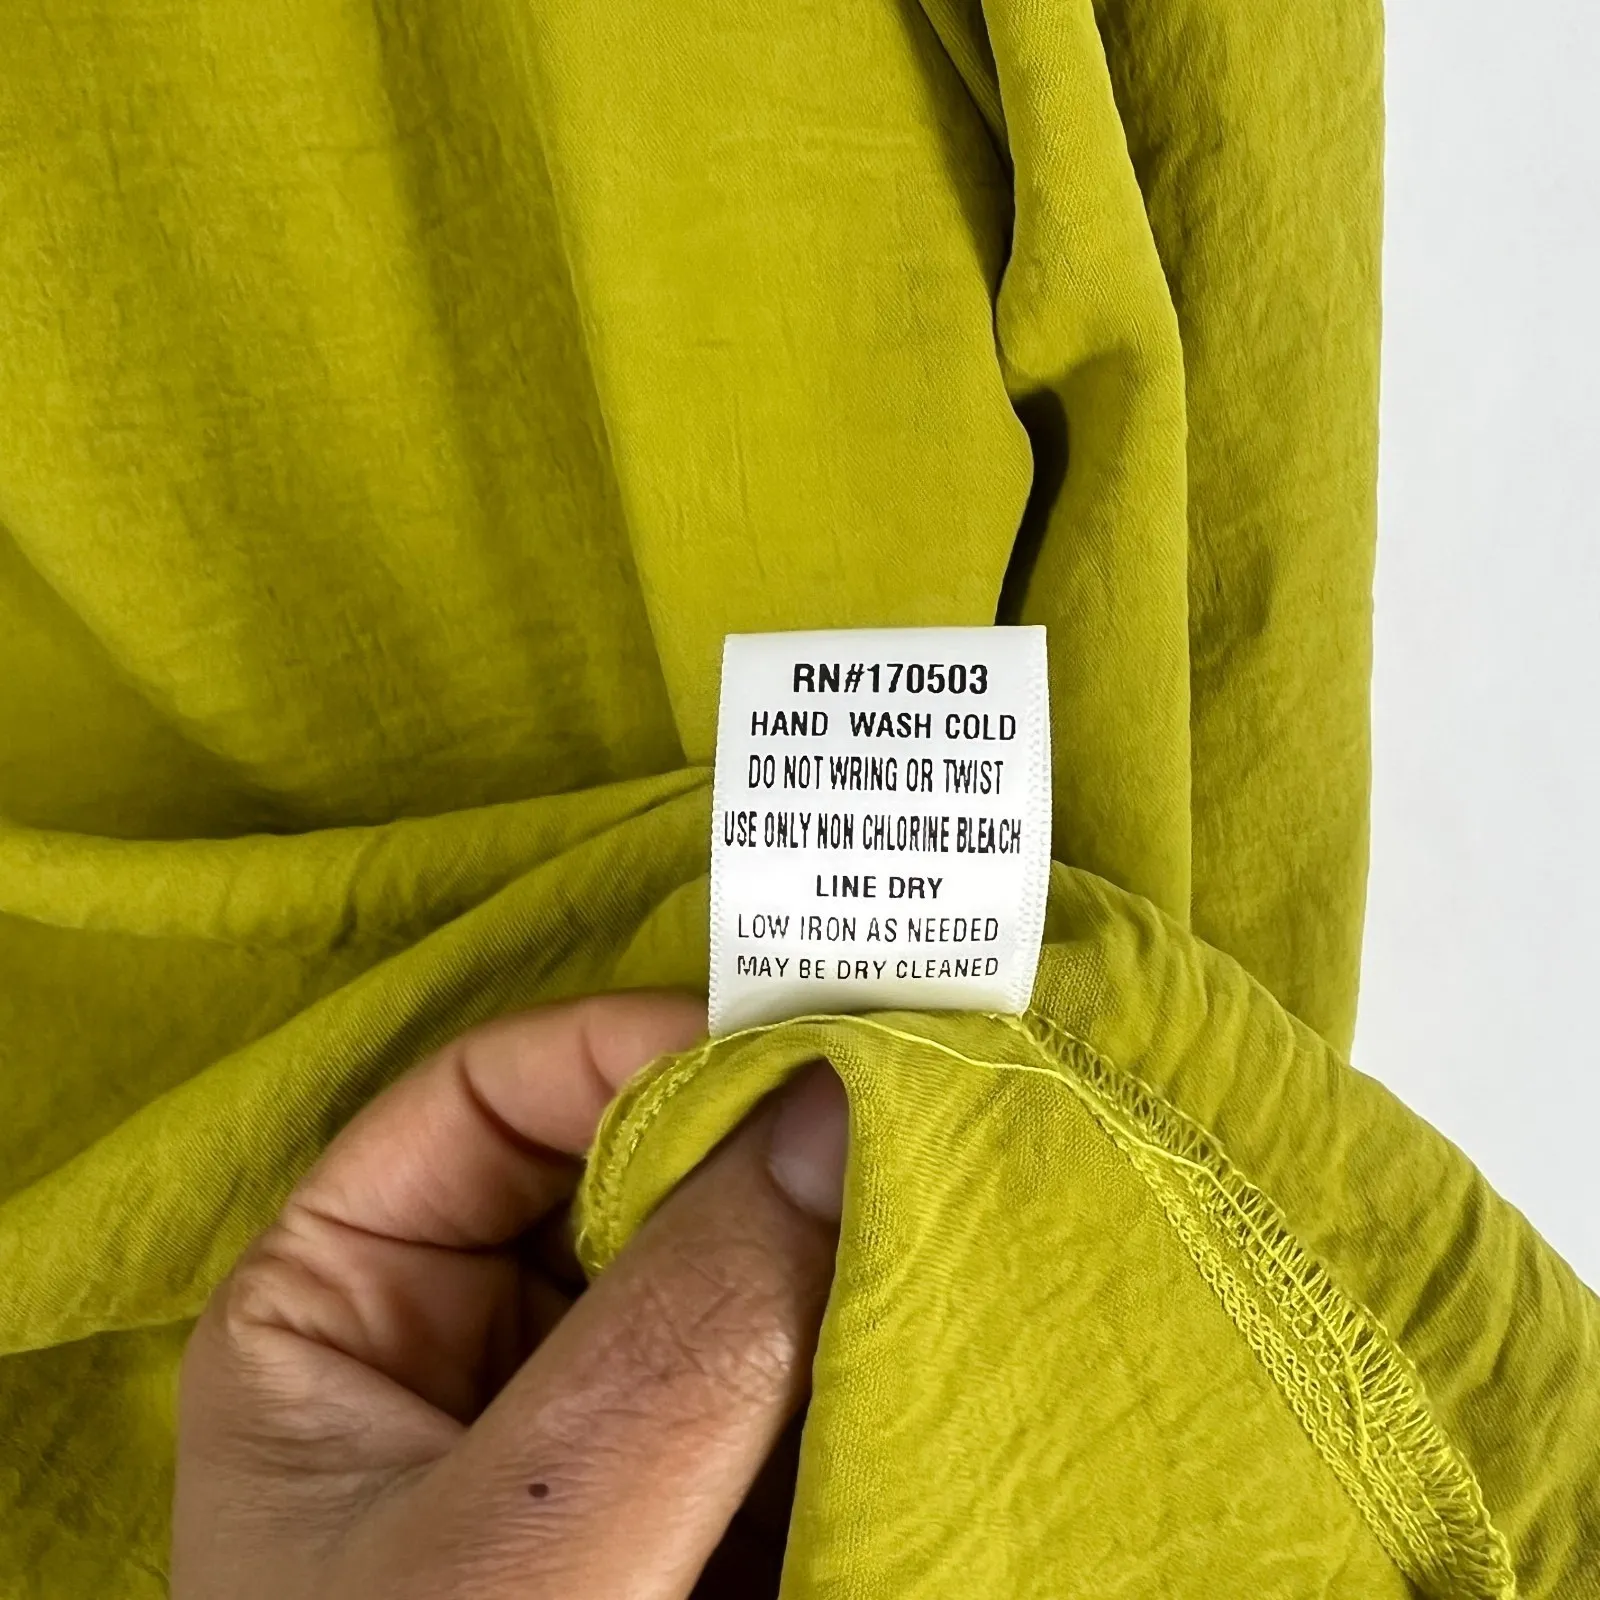 RN#170503
HAND WASH COLD
DO NOT WRING OR TWIST
USE ONLY NON CHLORINE BLEACH
LINE DRY
LOW IRON AS NEEDED
MAY BE DRY CLEANED